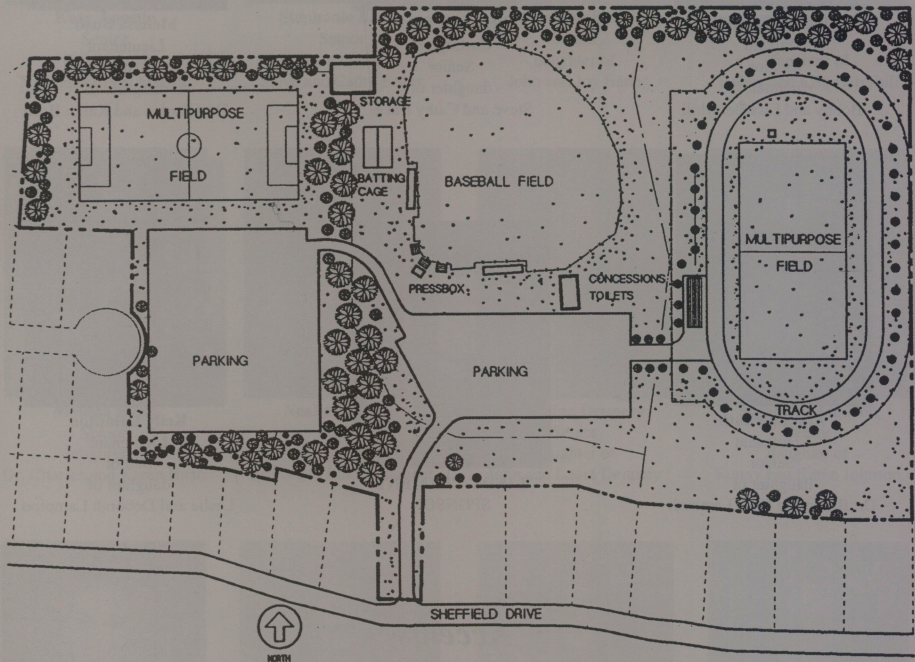 MULTIPURPOSE
FIELD
STORAGE
BATTING
CAGE
BASEBALL FIELD
PRESSBOX
CONCESSIONS
TOILETS
MULTIPURPOSE
FIELD
TRACK
PARKING
PARKING
SHEFFIELD DRIVE
NORTH